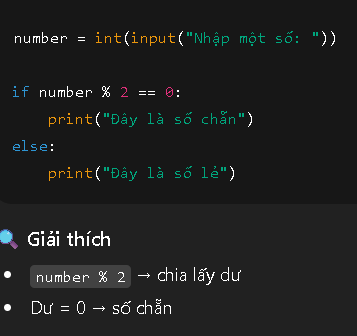 number = int(input("Nhập một số: "))
if number % 2 == 0:
    print("Đây là số chẵn")
else:
    print("Đây là số lẻ")
🔍 Giải thích
• number % 2 → chia lấy dư
• Dư = 0 → số chẵn